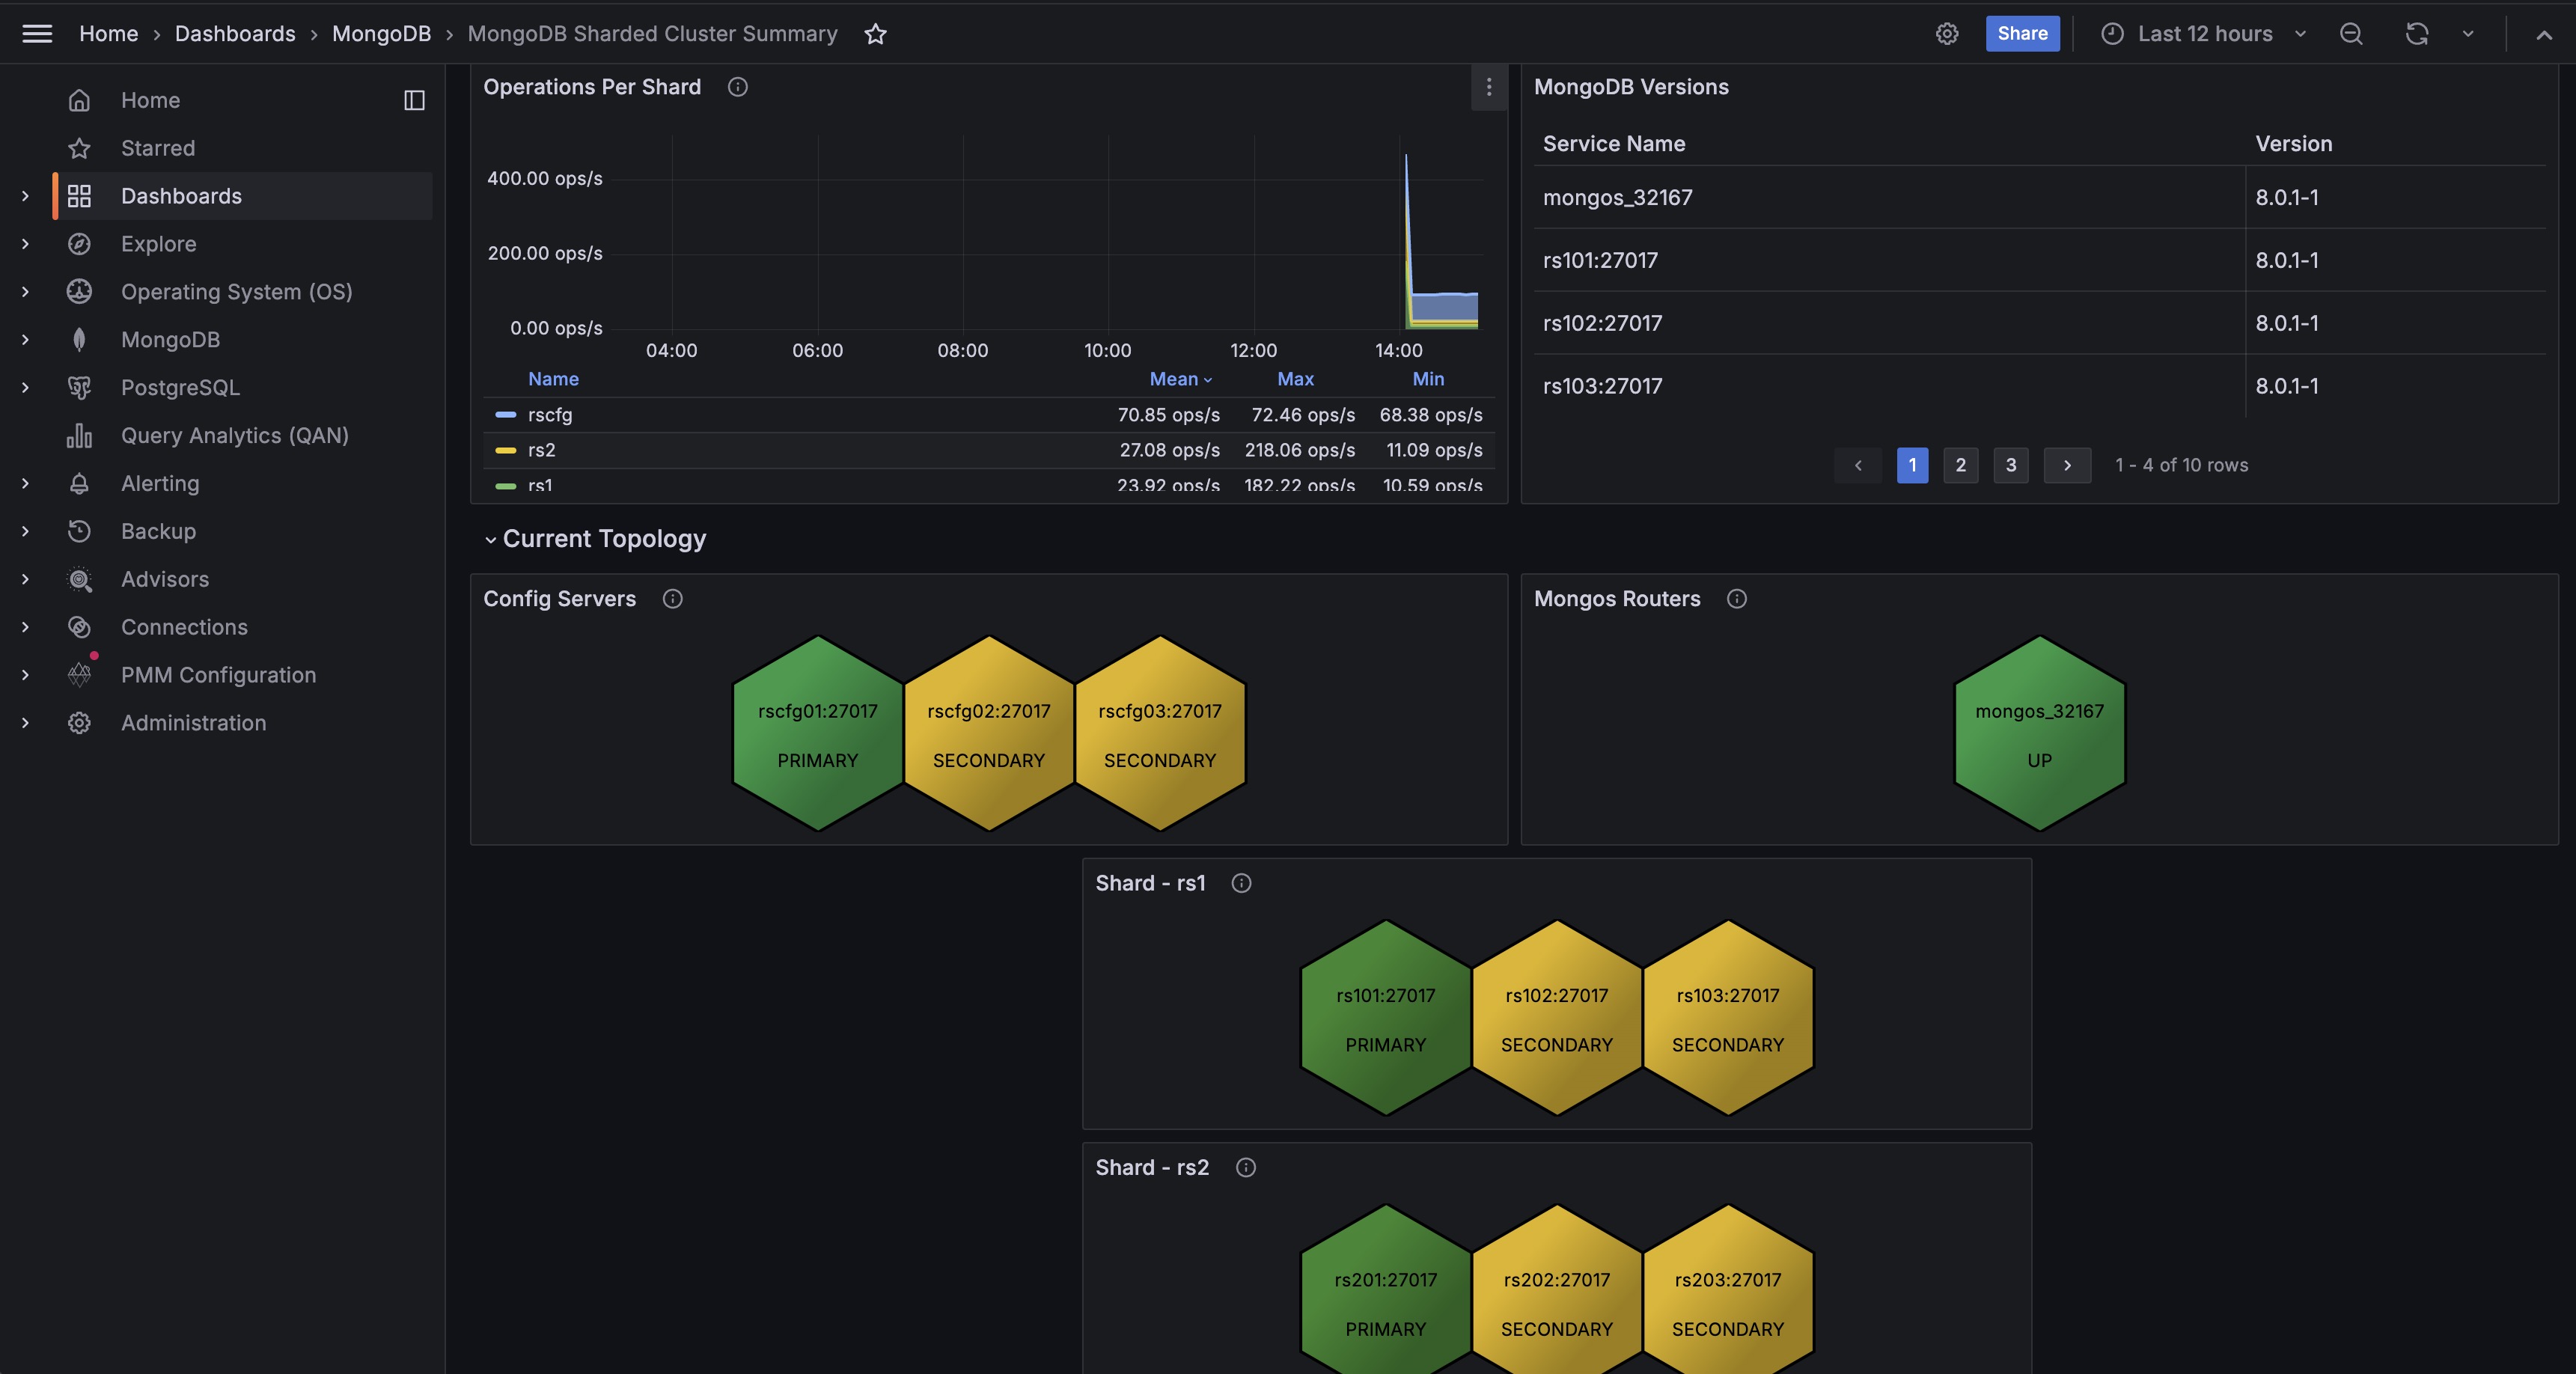 Home › Dashboards › MongoDB › MongoDB Sharded Cluster Summary
Share
Last 12 hours
Home
Starred
Dashboards
Explore
Operating System (OS)
MongoDB
PostgreSQL
Query Analytics (QAN)
Alerting
Backup
Advisors
Connections
PMM Configuration
Administration
Operations Per Shard
400.00 ops/s
200.00 ops/s
0.00 ops/s
04:00 06:00 08:00 10:00 12:00 14:00
Name Mean Max Min
rscfg 70.85 ops/s 72.46 ops/s 68.38 ops/s
rs2 27.08 ops/s 218.06 ops/s 11.09 ops/s
rs1 23.92 ops/s 182.22 ops/s 10.59 ops/s
MongoDB Versions
Service Name Version
mongos_32167 8.0.1-1
rs101:27017 8.0.1-1
rs102:27017 8.0.1-1
rs103:27017 8.0.1-1
1 2 3 1 - 4 of 10 rows
Current Topology
Config Servers
rscfg01:27017 rscfg02:27017 rscfg03:27017
PRIMARY SECONDARY SECONDARY
Mongos Routers
mongos_32167
UP
Shard - rs1
rs101:27017 rs102:27017 rs103:27017
PRIMARY SECONDARY SECONDARY
Shard - rs2
rs201:27017 rs202:27017 rs203:27017
PRIMARY SECONDARY SECONDARY